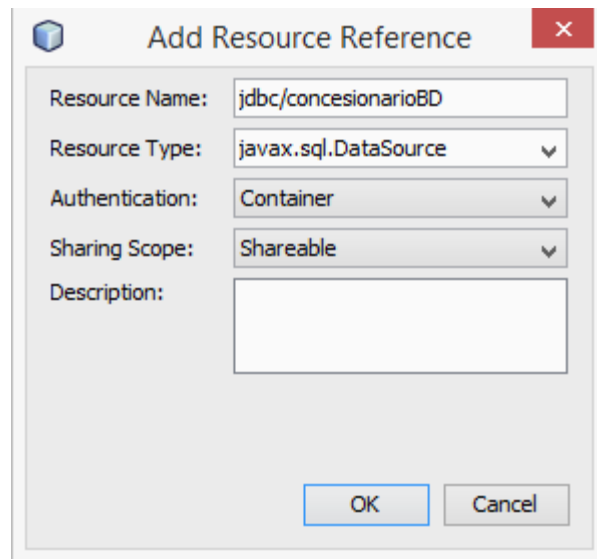 Add Resource Reference
Resource Name: jdbc/concesionarioBD
Resource Type: javax.sql.DataSource
Authentication: Container
Sharing Scope: Shareable
Description:
OK Cancel